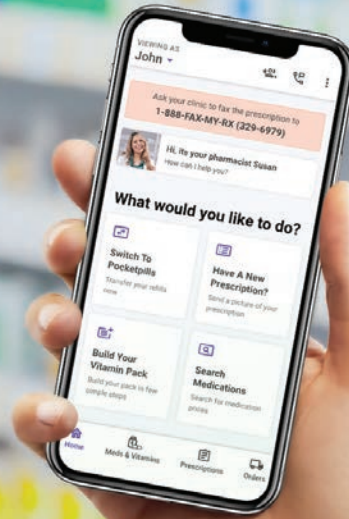 VIEWING AS
John
Ask your clinic to fax the prescription to
1-888-FAX-MY-RX (329-6979)
Hi, its your pharmacist Susan
How can I help you?
What would you like to do?
Switch To
Pocketpills
Transfer your refills
now
Have A New
Prescription?
Send a picture of your
prescription
Build Your
Vitamin Pack
Build your pack in few
simple steps
Search
Medications
Search for medication
prices
Home
Meds & Vitamins
Prescriptions
Orders